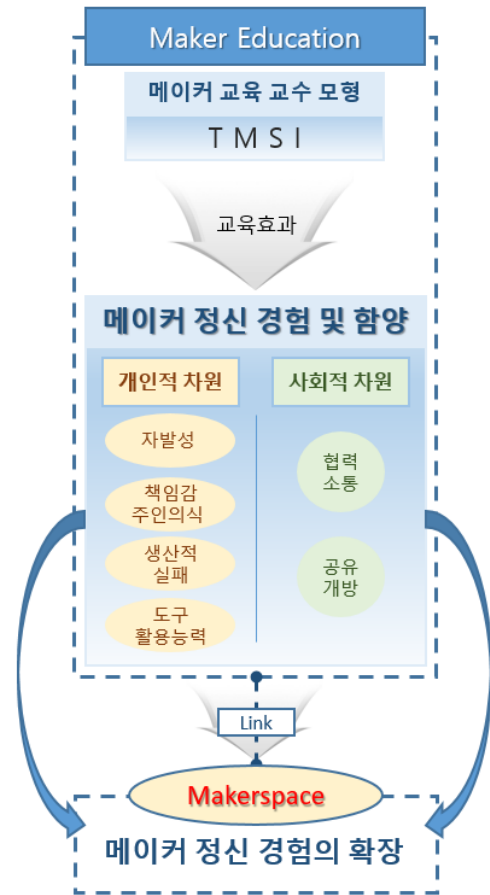 Maker Education
메이커 교육 교수 모형
T M S I
교육효과
메이커 정신 경험 및 함양
개인적 차원
자발성
책임감
주인의식
생산적
실패
도구
활용능력
사회적 차원
협력
소통
공유
개방
Link
Makerspace
메이커 정신 경험의 확장